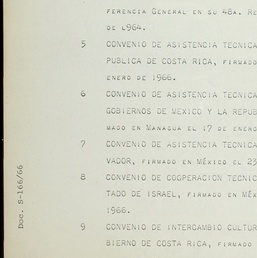 FERENCIA GENERAL EN SU 48A. RE
DE 1964.
5 CONVENIO DE ASISTENCIA TECNICA
PUBLICA DE COSTA RICA, FIRMADO
ENERO DE 1966.
6 CONVENIO DE ASISTENCIA TECNICA
GOBIERNOS DE MEXICO Y LA REPUB
MADO EN MANAGUA EL 17 DE ENERO
7 CONVENIO DE ASISTENCIA TECNICA
VADOR, FIRMADO EN MÉXICO EL 23
8 CONVENIO DE COOPERACION TECNIC
TADO DE ISRAEL, FIRMADO EN MÉX
1966.
9 CONVENIO DE INTERCAMBIO CULTUR
BIERNO DE COSTA RICA, FIRMADO
Doc. S-166/66